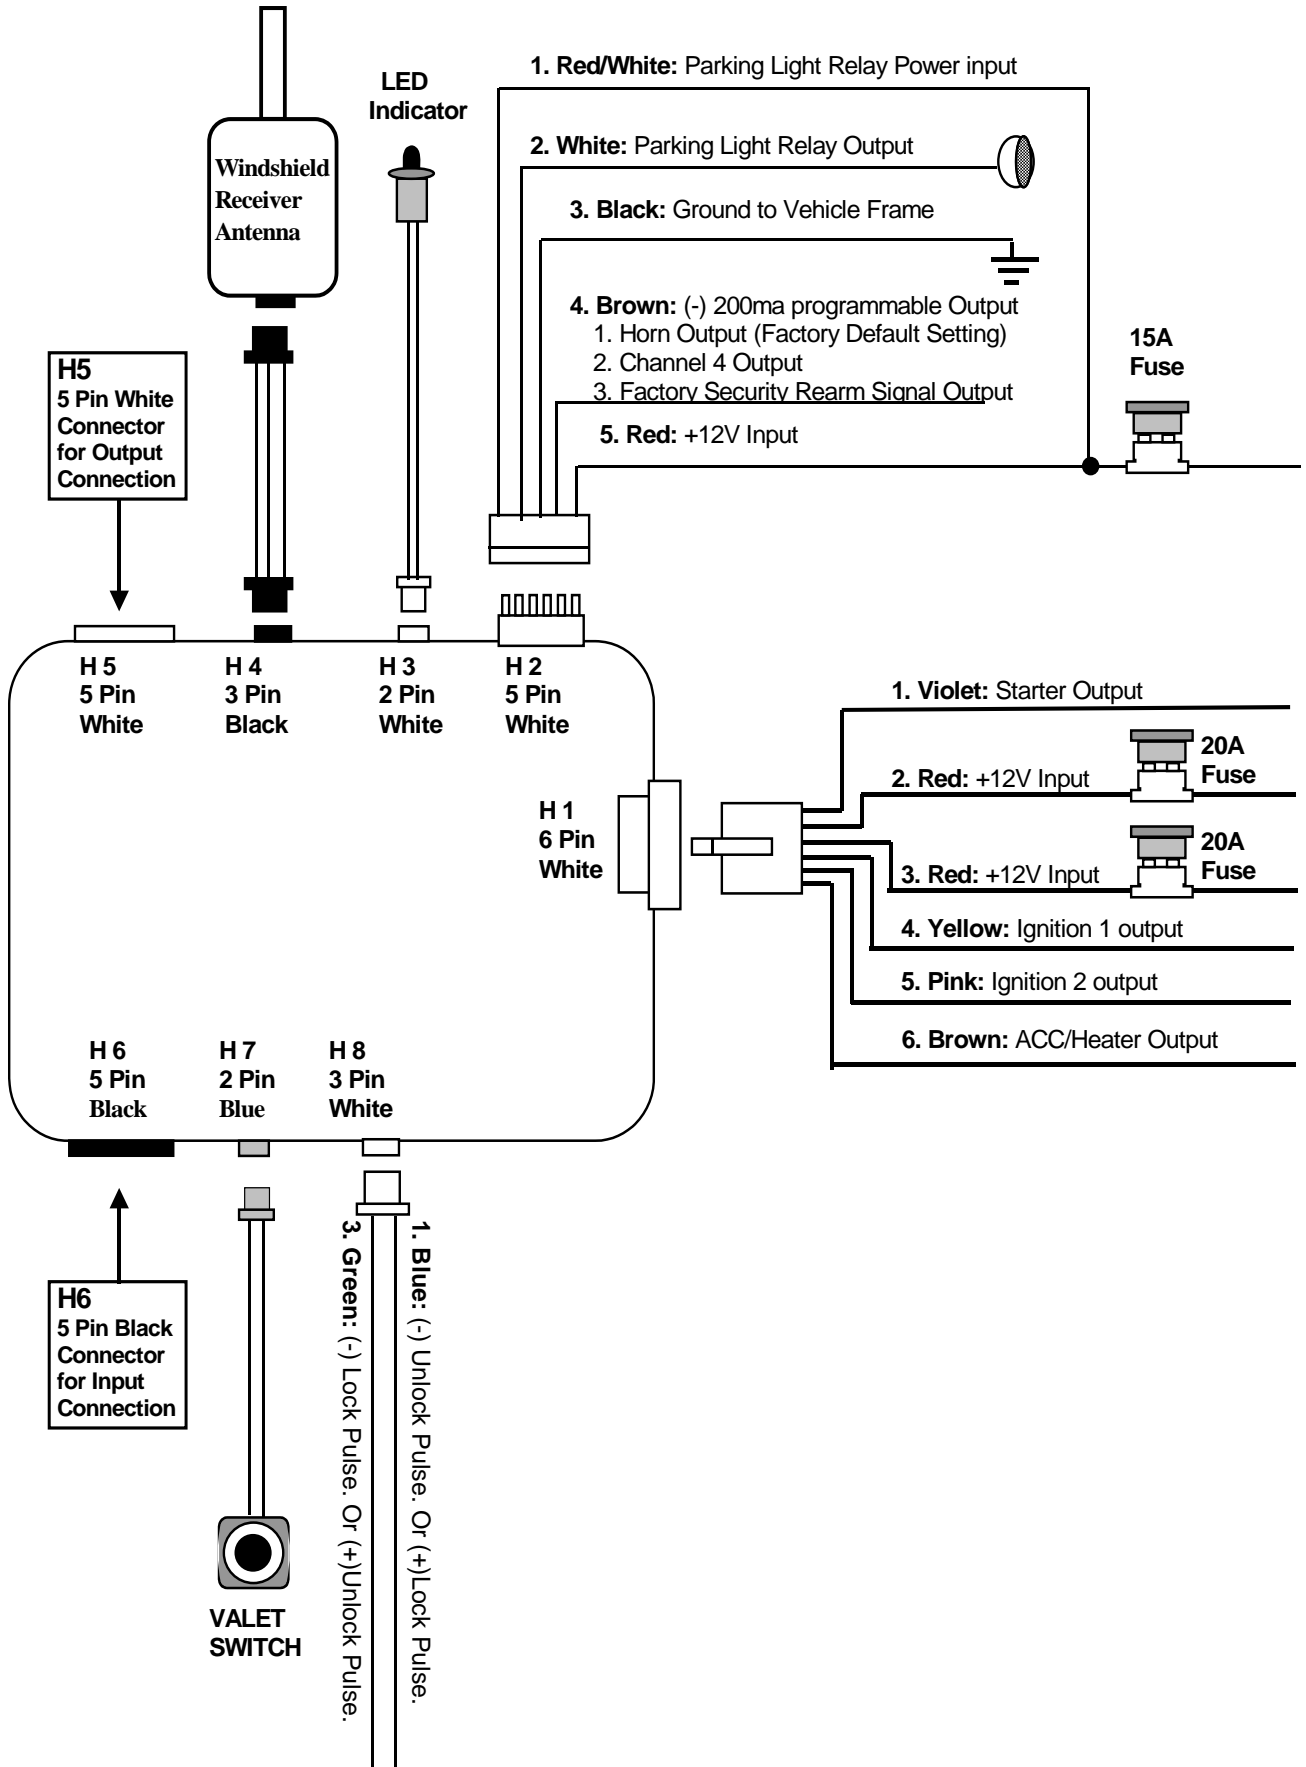 1. Red/White: Parking Light Relay Power input
LED
Indicator
2. White: Parking Light Relay Output
Windshield
Receiver
Antenna
3. Black: Ground to Vehicle Frame
4. Brown: (-) 200ma programmable Output
1. Horn Output (Factory Default Setting)
2. Channel 4 Output
3. Factory Security Rearm Signal Output
15A
Fuse
H5
5 Pin White
Connector
for Output
Connection
5. Red: +12V Input
H 5
5 Pin
White
H 4
3 Pin
Black
H 3
2 Pin
White
H 2
5 Pin
White
1. Violet: Starter Output
20A
Fuse
2. Red: +12V Input
H 1
6 Pin
White
20A
Fuse
3. Red: +12V Input
4. Yellow: Ignition 1 output
5. Pink: Ignition 2 output
6. Brown: ACC/Heater Output
H 6
5 Pin
Black
H 7
2 Pin
Blue
H 8
3 Pin
White
1. Blue: (-) Unlock Pulse. Or (+)Lock Pulse.
3. Green: (-) Lock Pulse. Or (+)Unlock Pulse.
H6
5 Pin Black
Connector
for Input
Connection
VALET
SWITCH